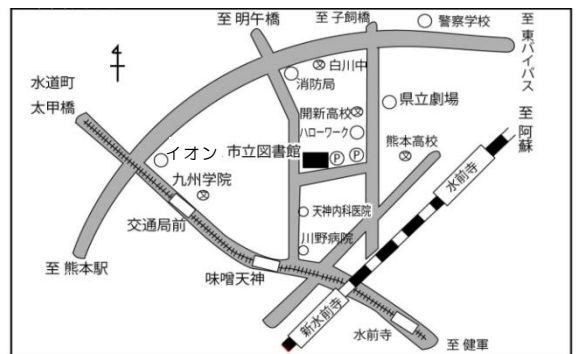 至 明午橋
至 子飼橋
警察学校
至 東バイパス
水道町
太甲橋
白川中
消防局
開新高校
県立劇場
ハローワーク
至 阿蘇
イオン
市立図書館
P P
熊本高校
水前寺
九州学院
交通局前
天神内科医院
川野病院
至 熊本駅
味噌天神
新水前寺
水前寺
至 健軍